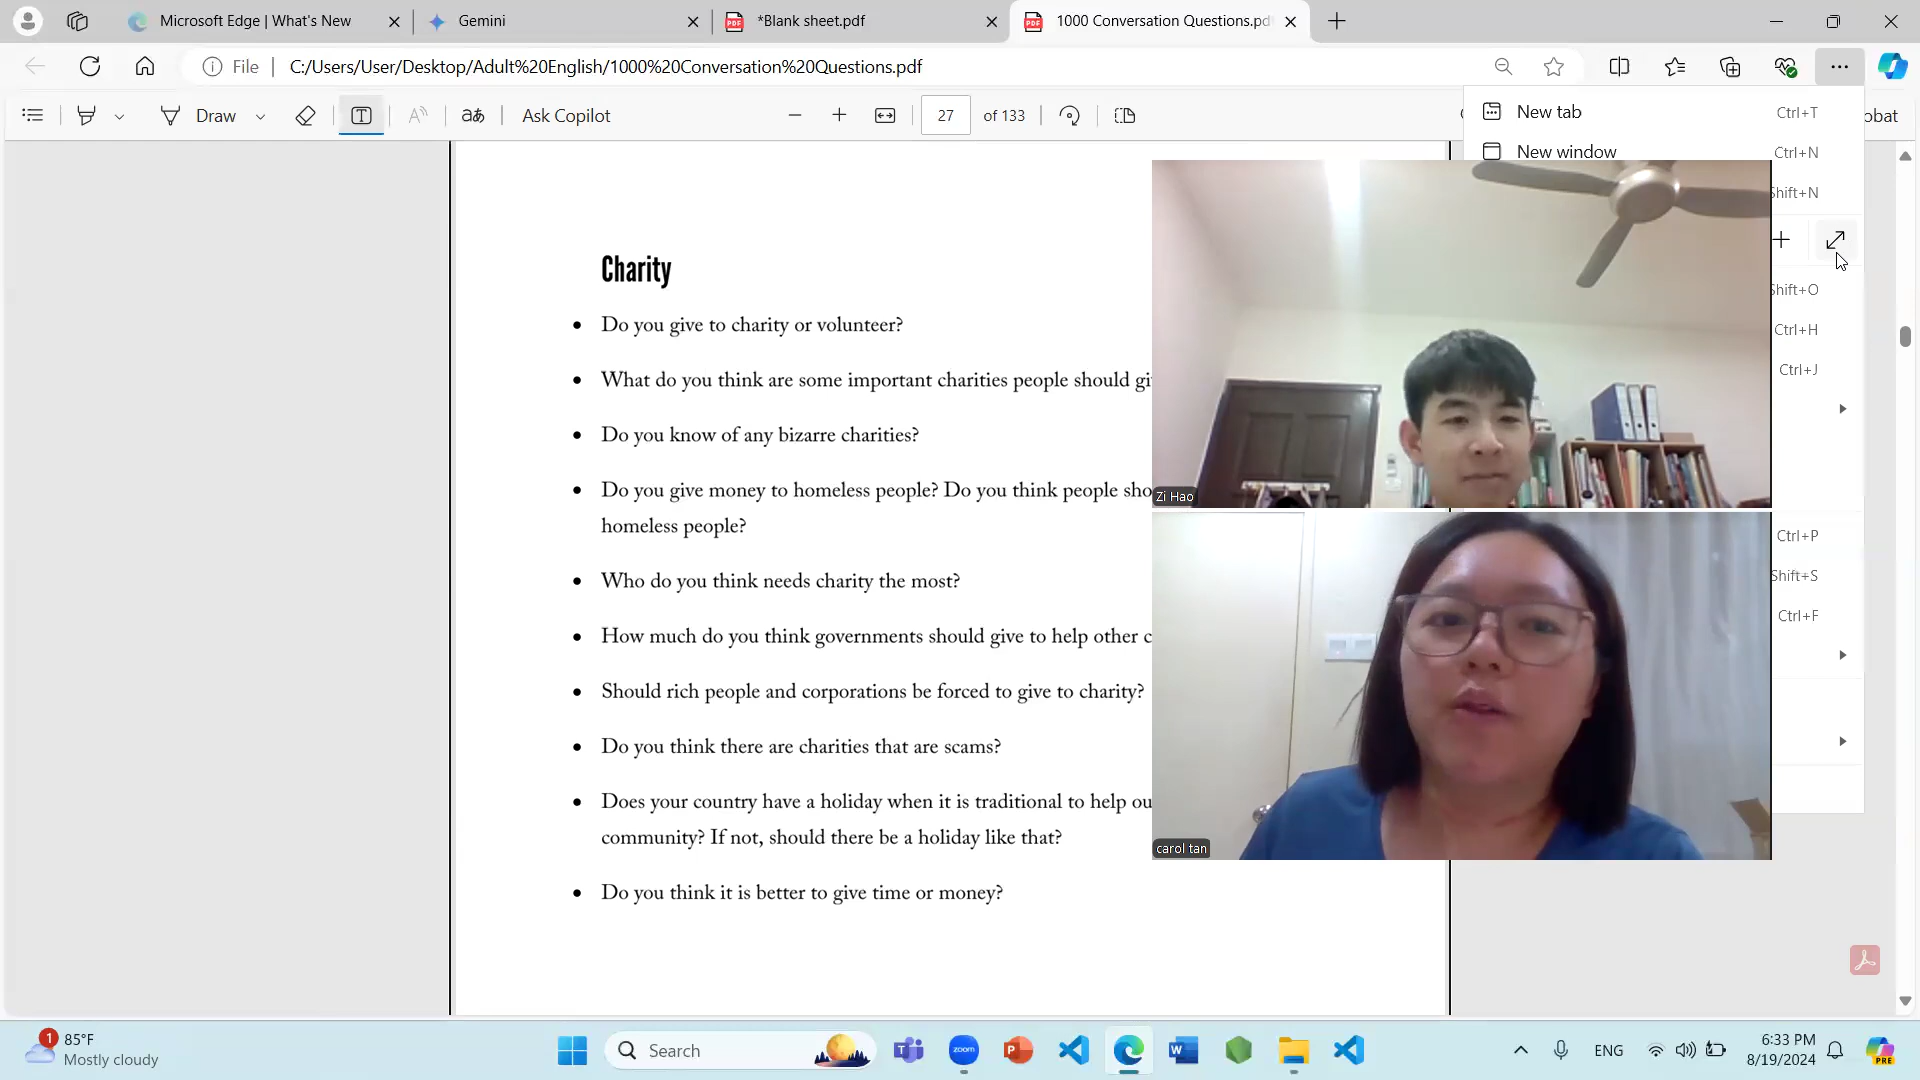 Microsoft Edge | What's New
Gemini
*Blank sheet.pdf
1000 Conversation Questions.pd
File
C:/Users/User/Desktop/Adult%20English/1000%20Conversation%20Questions.pdf
Draw
Ask Copilot
27 of 133
obat
New tab Ctrl+T
New window Ctrl+N
Shift+N
Shift+O
Ctrl+H
Ctrl+J
Ctrl+P
Shift+S
Ctrl+F
Charity
Do you give to charity or volunteer?
What do you think are some important charities people should gi
Do you know of any bizarre charities?
Do you give money to homeless people? Do you think people sho
homeless people?
Who do you think needs charity the most?
How much do you think governments should give to help other c
Should rich people and corporations be forced to give to charity?
Do you think there are charities that are scams?
Does your country have a holiday when it is traditional to help ou
community? If not, should there be a holiday like that?
Do you think it is better to give time or money?
Zi Hao
carol tan
1
85°F
Mostly cloudy
Search
zoom
ENG
6:33 PM
8/19/2024
PRE